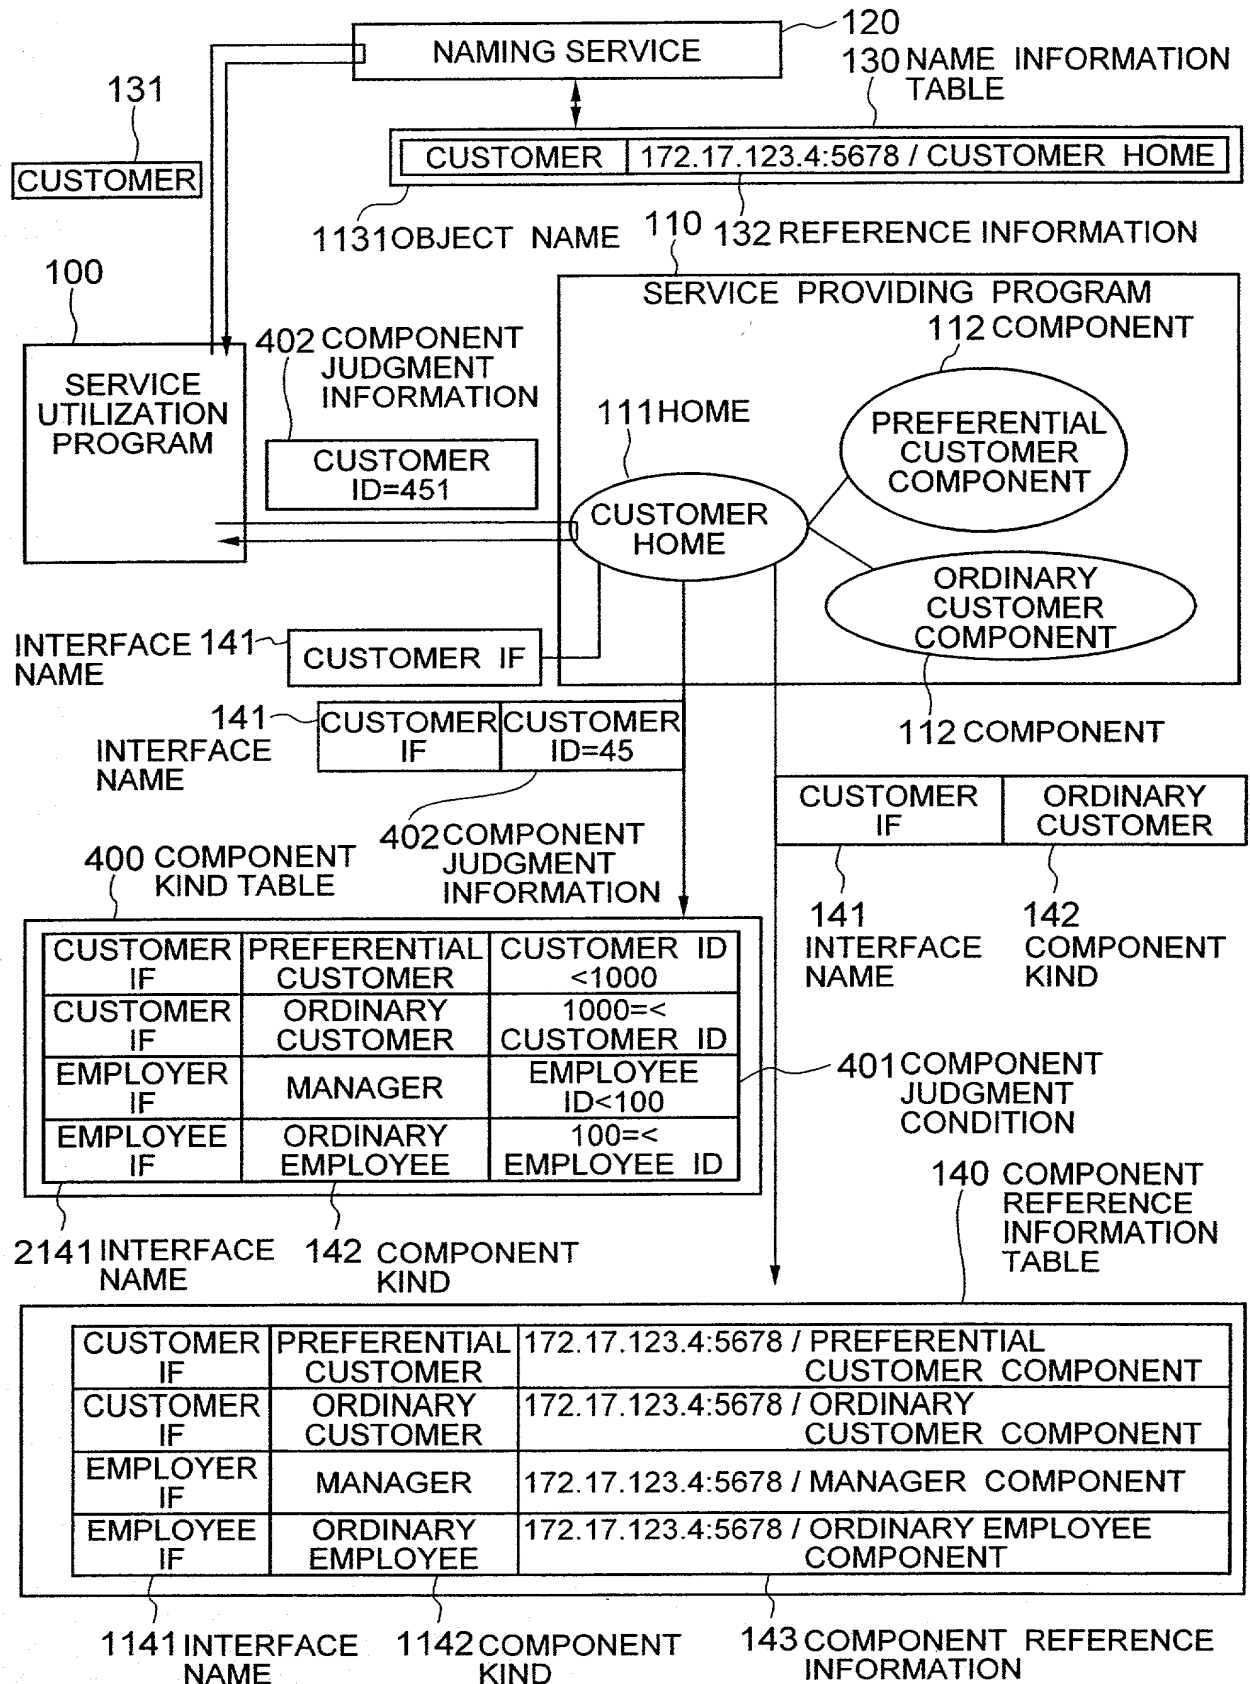 120
NAMING SERVICE
130 NAME INFORMATION
TABLE
131
CUSTOMER
CUSTOMER
172.17.123.4:5678 / CUSTOMER HOME
1131 OBJECT NAME
132 REFERENCE INFORMATION
110
100
SERVICE PROVIDING PROGRAM
112 COMPONENT
402 COMPONENT
JUDGMENT
INFORMATION
SERVICE
UTILIZATION
PROGRAM
111 HOME
PREFERENTIAL
CUSTOMER
COMPONENT
CUSTOMER
ID=451
CUSTOMER
HOME
ORDINARY
CUSTOMER
COMPONENT
INTERFACE 141
NAME
CUSTOMER IF
141
INTERFACE
NAME
CUSTOMER
IF
CUSTOMER
ID=45
112 COMPONENT
CUSTOMER
IF
ORDINARY
CUSTOMER
402 COMPONENT
JUDGMENT
INFORMATION
400 COMPONENT
KIND TABLE
141
INTERFACE
NAME
142
COMPONENT
KIND
CUSTOMER
IF
PREFERENTIAL
CUSTOMER
CUSTOMER ID
<1000
CUSTOMER
IF
ORDINARY
CUSTOMER
1000=<
CUSTOMER ID
EMPLOYER
IF
MANAGER
EMPLOYEE
ID<100
EMPLOYEE
IF
ORDINARY
EMPLOYEE
100=<
EMPLOYEE ID
401 COMPONENT
JUDGMENT
CONDITION
140 COMPONENT
REFERENCE
INFORMATION
TABLE
2141 INTERFACE
NAME
142 COMPONENT
KIND
CUSTOMER
IF
PREFERENTIAL
CUSTOMER
172.17.123.4:5678 / PREFERENTIAL
CUSTOMER COMPONENT
CUSTOMER
IF
ORDINARY
CUSTOMER
172.17.123.4:5678 / ORDINARY
CUSTOMER COMPONENT
EMPLOYER
IF
MANAGER
172.17.123.4:5678 / MANAGER COMPONENT
EMPLOYEE
IF
ORDINARY
EMPLOYEE
172.17.123.4:5678 / ORDINARY EMPLOYEE
COMPONENT
1141 INTERFACE
NAME
1142 COMPONENT
KIND
143 COMPONENT REFERENCE
INFORMATION